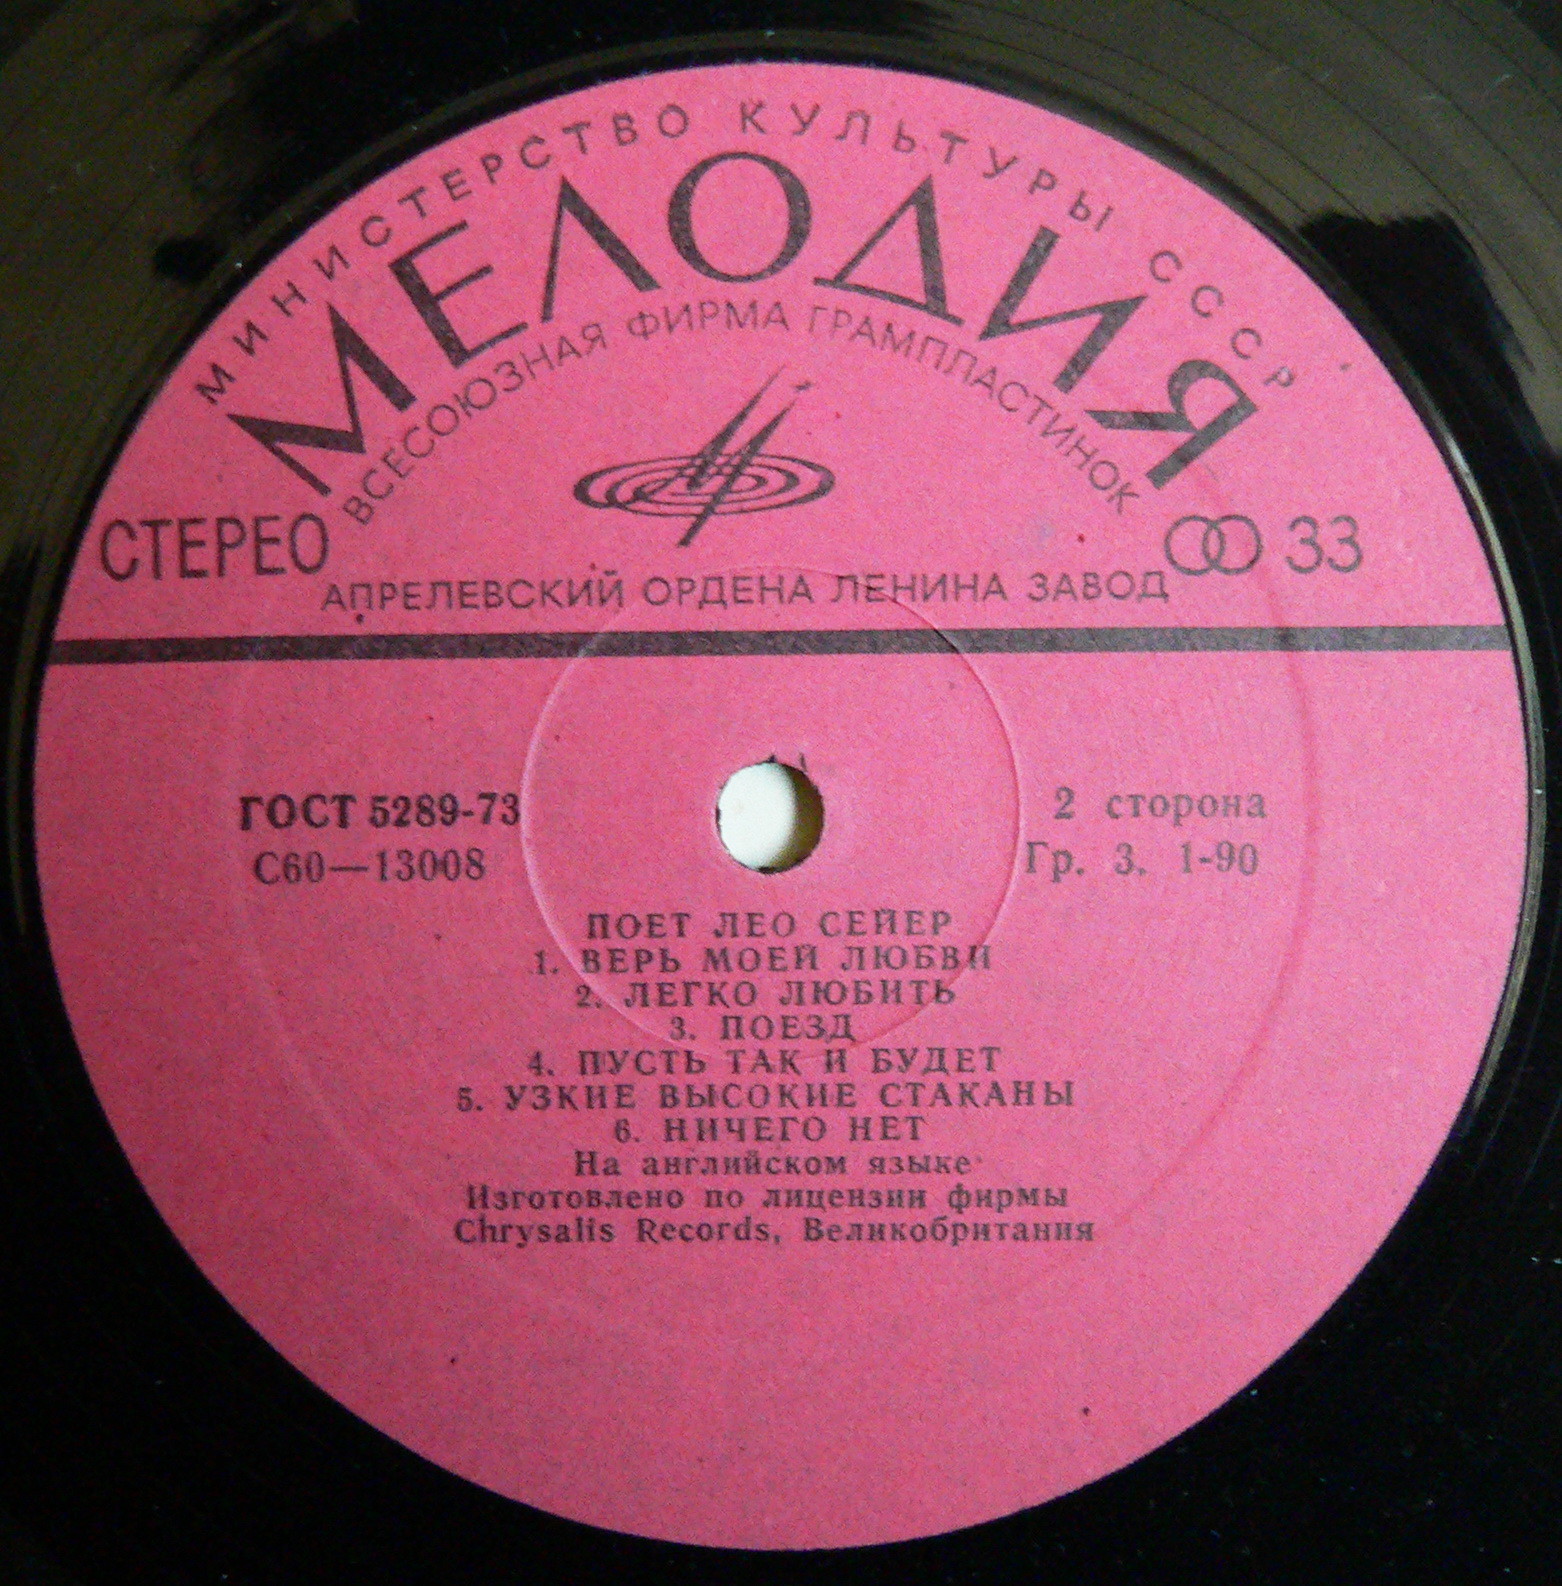 МИНИСТЕРСТВО КУЛЬТУРЫ СССР
МЕЛОДИЯ
ВСЕСОЮЗНАЯ ФИРМА ГРАМПЛАСТИНОК
СТЕРЕО
33
АПРЕЛЕВСКИЙ ОРДЕНА ЛЕНИНА ЗАВОД
ГОСТ 5289-73
2 сторона
С60—13008
Гр. 3. 1-90
ПОЕТ ЛЕО СЕЙЕР
1. ВЕРЬ МОЕЙ ЛЮБВИ
2. ЛЕГКО ЛЮБИТЬ
3. ПОЕЗД
4. ПУСТЬ ТАК И БУДЕТ
5. УЗКИЕ ВЫСОКИЕ СТАКАНЫ
6. НИЧЕГО НЕТ
На английском языке
Изготовлено по лицензии фирмы
Chrysalis Records, Великобритания